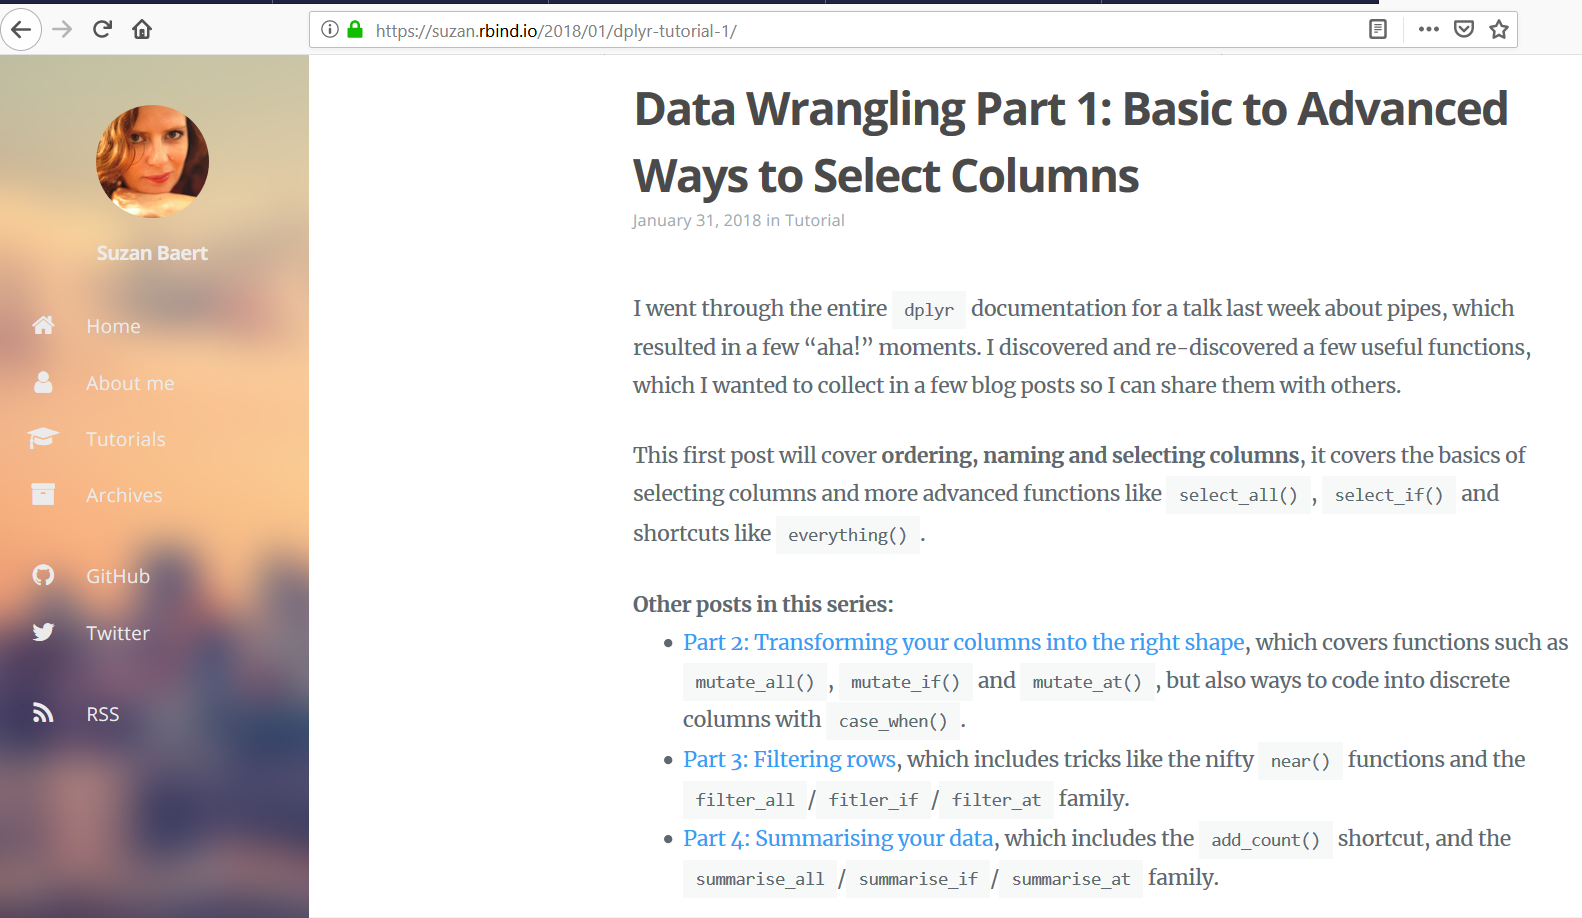 https://suzan.rbind.io/2018/01/dplyr-tutorial-1/
Suzan Baert
Home
About me
Tutorials
Archives
GitHub
Twitter
RSS
Data Wrangling Part 1: Basic to Advanced
Ways to Select Columns
January 31, 2018 in Tutorial
I went through the entire dplyr documentation for a talk last week about pipes, which
resulted in a few “aha!” moments. I discovered and re-discovered a few useful functions,
which I wanted to collect in a few blog posts so I can share them with others.
This first post will cover ordering, naming and selecting columns, it covers the basics of
selecting columns and more advanced functions like select_all() , select_if() and
shortcuts like everything() .
Other posts in this series:
• Part 2: Transforming your columns into the right shape, which covers functions such as
mutate_all() , mutate_if() and mutate_at() , but also ways to code into discrete
columns with case_when() .
• Part 3: Filtering rows, which includes tricks like the nifty near() functions and the
filter_all / fitler_if / filter_at family.
• Part 4: Summarising your data, which includes the add_count() shortcut, and the
summarise_all / summarise_if / summarise_at family.